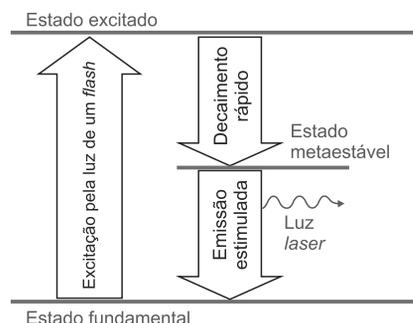 Estado excitado
Excitação pela luz de um flash
Decaimento
rápido
Estado
metaestável
Emissão
estimulada
Luz
laser
Estado fundamental